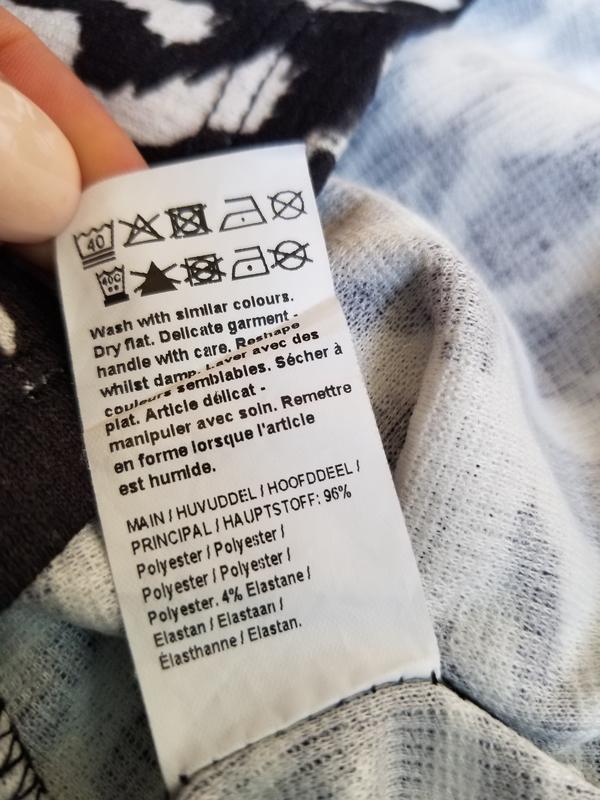 40
40C
Wash with similar colours.
Dry flat. Delicate garment -
handle with care. Reshape
whilst damp. Laver avec des
couleurs semblables. Sécher à
plat. Article délicat -
manipuler avec soin. Remettre
en forme lorsque l'article
est humide.
MAIN / HUVUDDEL / HOOFDDEEL /
PRINCIPAL / HAUPTSTOFF: 96%
Polyester / Polyester /
Polyester / Polyester /
Polyester. 4% Elastane /
Elastan / Elastaan /
Élasthanne / Elastan.